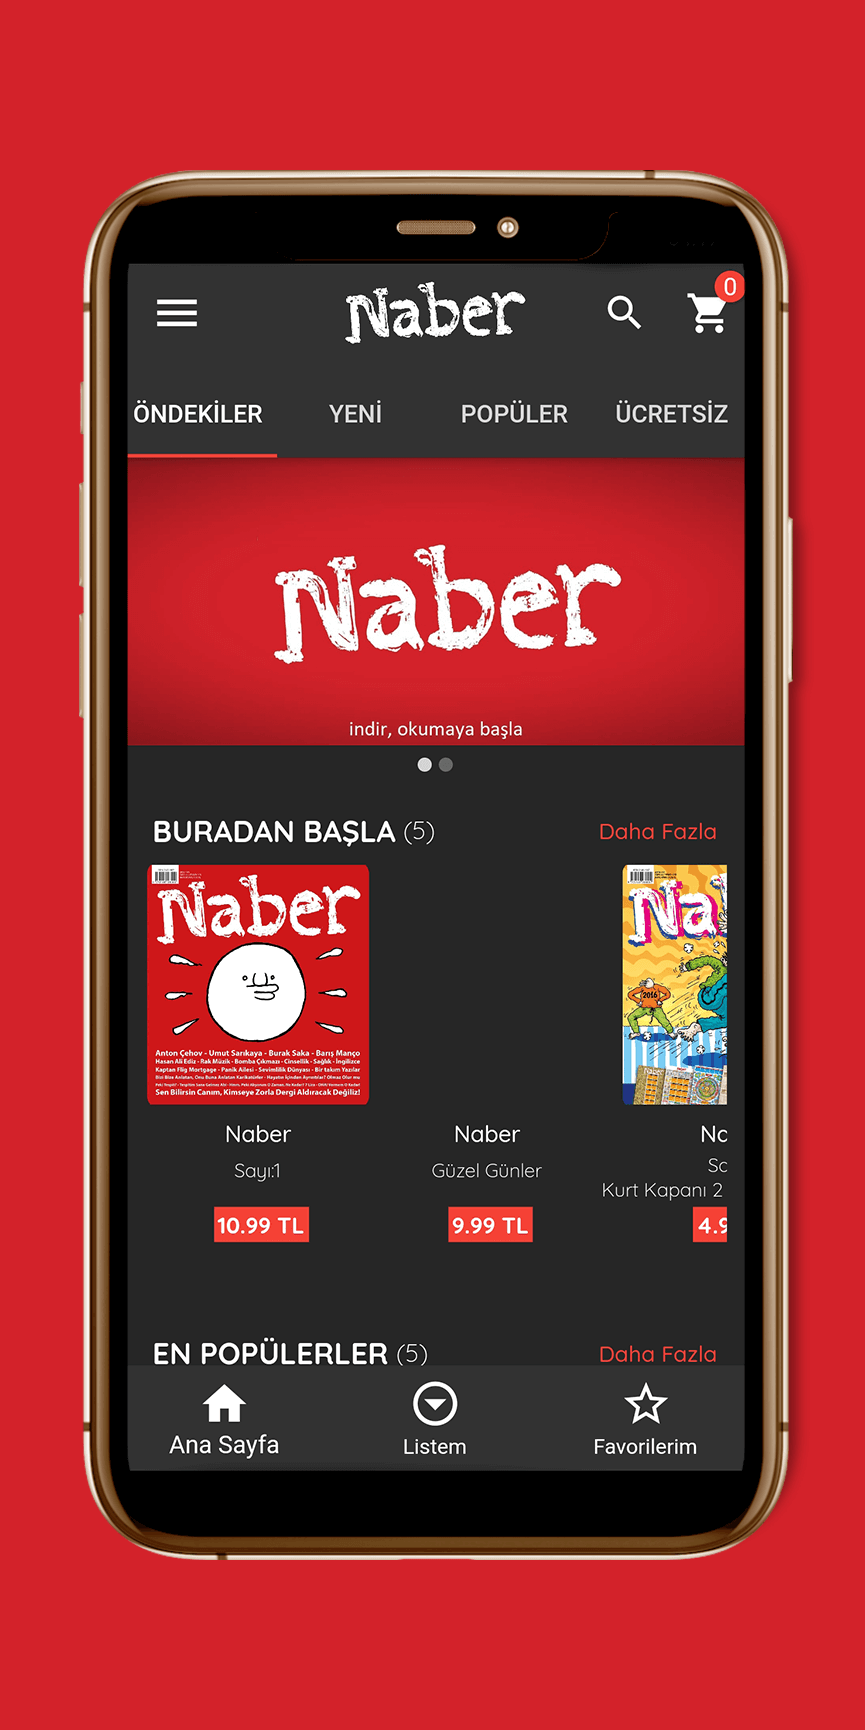 Naber
0
ÖNDEKİLER YENİ POPÜLER ÜCRETSİZ
Naber
indir, okumaya başla
BURADAN BAŞLA (5) Daha Fazla
Naber
Anton Çehov - Umut Sarıkaya - Burak Saka - Barış Manço
Hasan Ali Ediz - Rak Müzik - Bomba Çıkmazı - Cinsellik - Sağlık - İngilizce
Kaptan Flig Mortgage - Panik Ailesi - Sevimlilik Dünyası - Bir takım Yazılar
Sen Bilirsin Canım, Kimseye Zorla Dergi Aldıracak Değiliz!
Na
2016
Naber Naber Na
Sayı:1 Güzel Günler Sa
Kurt Kapanı 2
10.99 TL 9.99 TL 4.9
EN POPÜLERLER (5) Daha Fazla
Ana Sayfa Listem Favorilerim